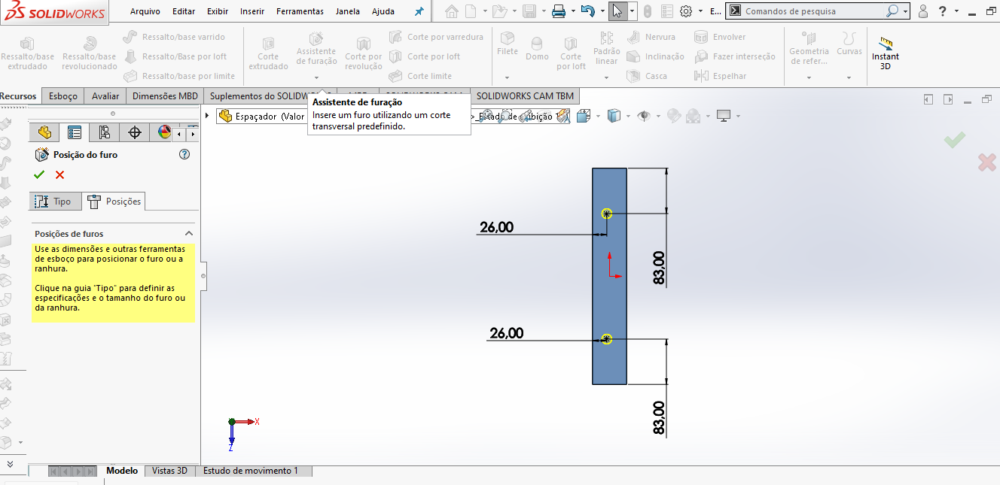 SOLIDWORKS
Arquivo Editar Exibir Inserir Ferramentas Janela Ajuda
E...
Comandos de pesquisa
Ressalto/base
extrudado
Ressalto/base
revolucionado
Ressalto/base varrido
Ressalto/Base por loft
Ressalto/base por limite
Corte
extrudado
Assistente
de furação
Corte por
revolução
Corte por varredura
Corte por loft
Corte limite
Filete
Domo
Corte
por loft
Padrão
linear
Nervura
Inclinação
Casca
Envolver
Fazer interseção
Espelhar
Geometria
de refer...
Curvas
Instant
3D
Recursos Esboço Avaliar Dimensões MBD Suplementos do SOLIDW
SOLIDWORKS CAM TBM
Assistente de furação
Insere um furo utilizando um corte
transversal predefinido.
Espaçador (Valor
>_Estado de exibição 1
Posição do furo
Tipo
Posições
Posições de furos
Use as dimensões e outras ferramentas
de esboço para posicionar o furo ou a
ranhura.
Clique na guia "Tipo" para definir as
especificações e o tamanho do furo ou
da ranhura.
26,00
83,00
26,00
83,00
X
Z
Modelo Vistas 3D Estudo de movimento 1